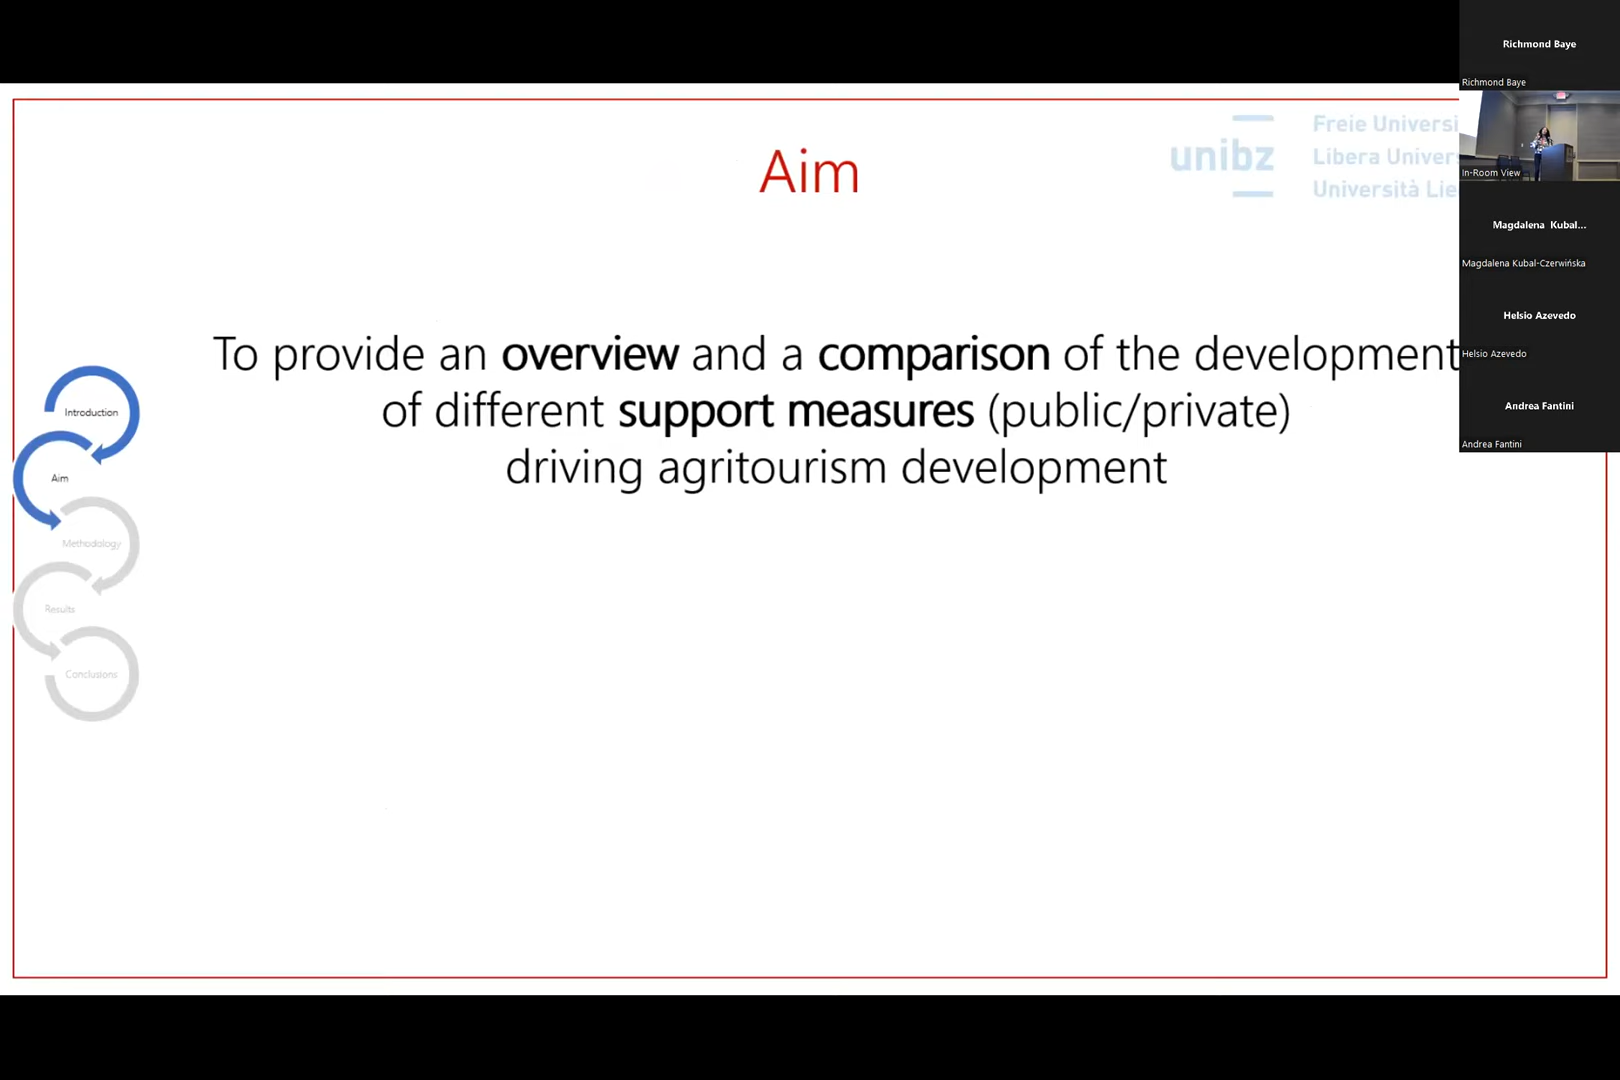 Aim
unibz
Freie Universi
Libera Univer
Università Lie
To provide an overview and a comparison of the development
of different support measures (public/private)
driving agritourism development
Introduction
Aim
Methodology
Results
Conclusions
Richmond Baye
Richmond Baye
In-Room View
Magdalena Kubal...
Magdalena Kubal-Czerwińska
Helsio Azevedo
Helsio Azevedo
Andrea Fantini
Andrea Fantini